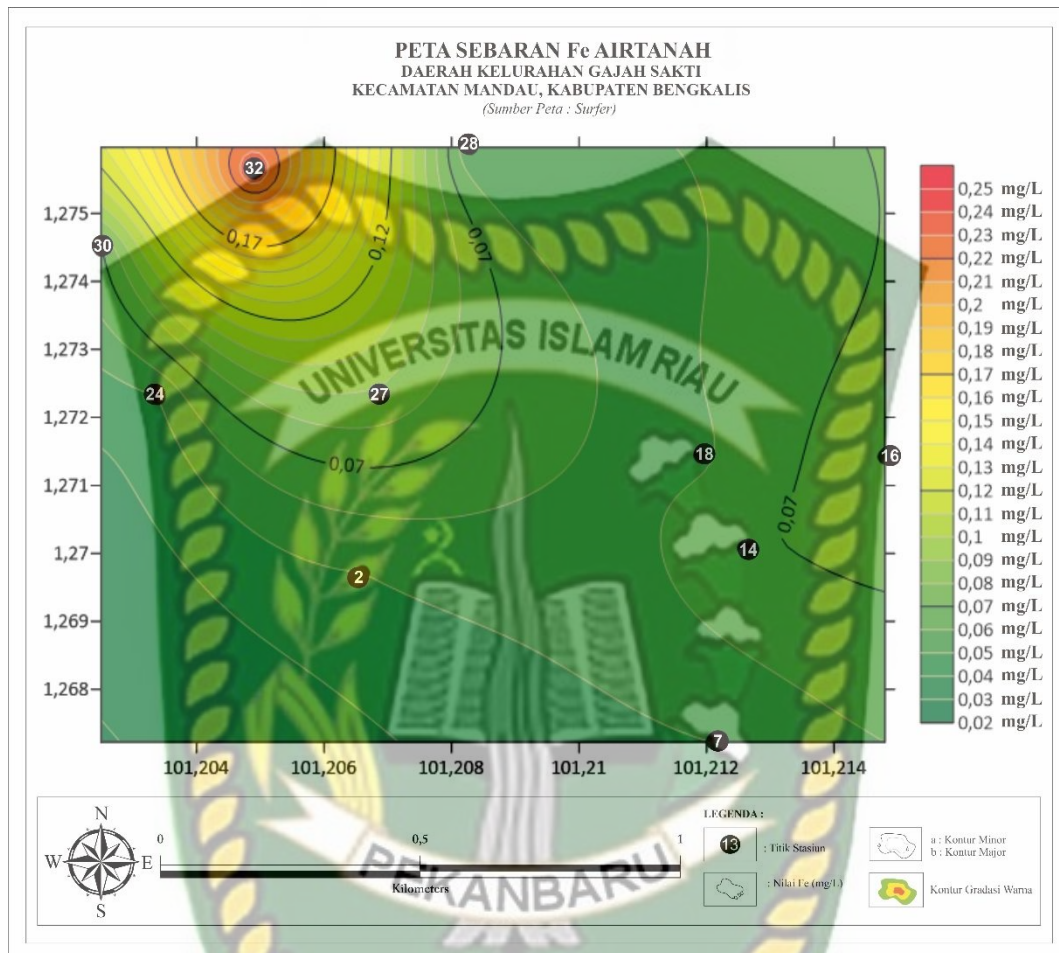 PETA SEBARAN Fe AIRTANAH
DAERAH KELURAHAN GAJAH SAKTI
KECAMATAN MANDAU, KABUPATEN BENGKALIS
(Sumber Peta : Surfer)
28
32
30
0,17
0,12
0,07
24
27
0,07
18
16
14
0,07
2
7
1,275
1,274
1,273
1,272
1,271
1,27
1,269
1,268
101,204
101,206
101,208
101,21
101,212
101,214
0,25 mg/L
0,24 mg/L
0,23 mg/L
0,22 mg/L
0,21 mg/L
0,2 mg/L
0,19 mg/L
0,18 mg/L
0,17 mg/L
0,16 mg/L
0,15 mg/L
0,14 mg/L
0,13 mg/L
0,12 mg/L
0,11 mg/L
0,1 mg/L
0,09 mg/L
0,08 mg/L
0,07 mg/L
0,06 mg/L
0,05 mg/L
0,04 mg/L
0,03 mg/L
0,02 mg/L
UNIVERSITAS ISLAM RIAU
PEKANBARU
N
W E
S
0 0,5 1
Kilometers
LEGENDA :
13 : Titik Stasiun
: Nilai Fe (mg/L)
a : Kontur Minor
b : Kontur Major
Kontur Gradasi Warna